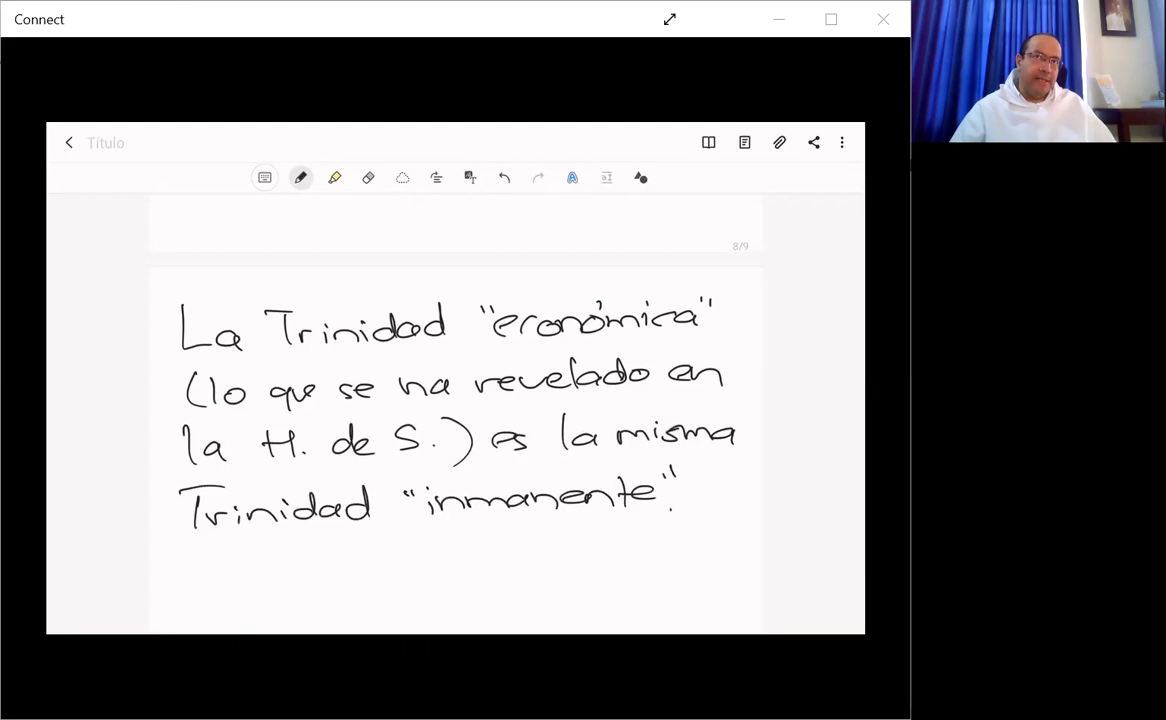 Connect
Título
8/9
La Trinidad "económica"
(lo que se ha revelado en
la H. de S.) es la misma
Trinidad "inmanente".